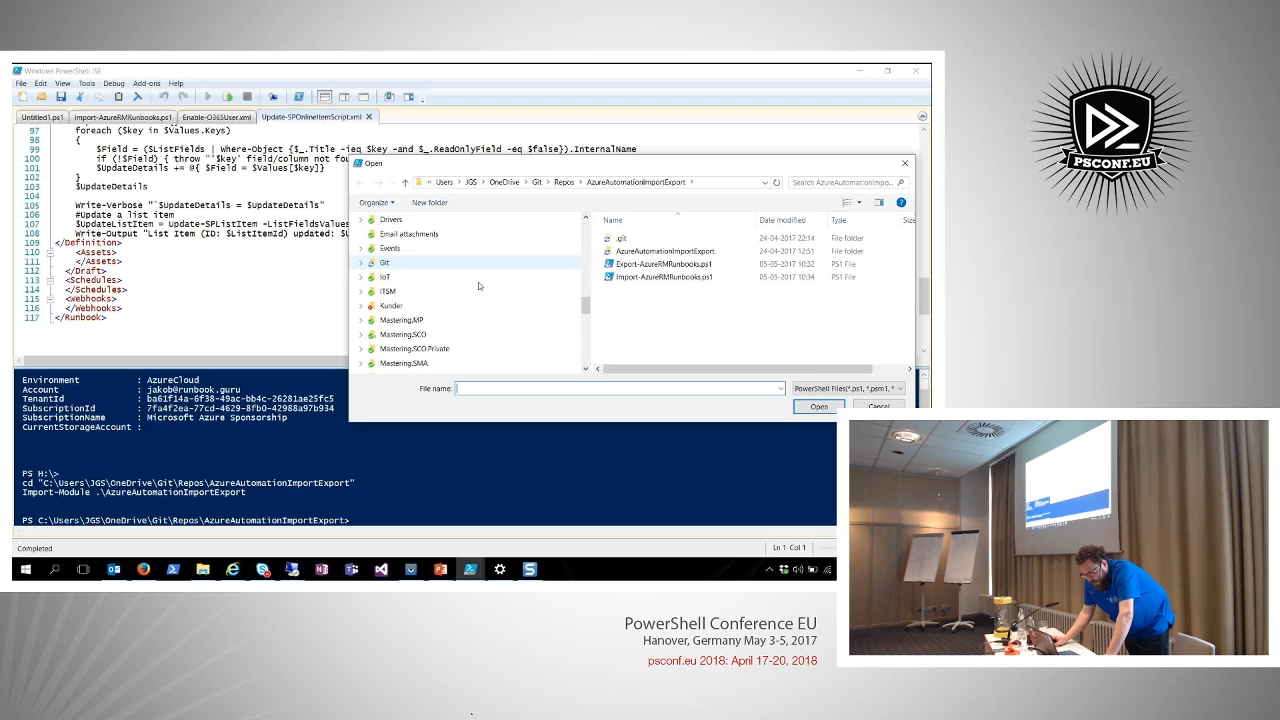 Windows PowerShell ISE
File Edit View Tools Debug Add-ons Help
Untitled1.ps1 Import-AzureRMRunbooks.ps1 Enable-O365User.xml Update-SPOnlineItemScript.xml
97 foreach ($key in $Values.Keys)
98 {
99 $Field = ($ListFields | Where-Object {$_.Title -ieq $key -and $_.ReadOnlyField -eq $false}).InternalName
100 if (!$Field) { throw "'$key' field/column not fou
101 $UpdateDetails += @{ $Field = $Values[$key]}
102 }
103 $UpdateDetails
104
105 Write-Verbose "`$UpdateDetails = $UpdateDetails"
106 #Update a list item
107 $UpdateListItem = Update-SPListItem -ListFieldsValues
108 Write-Output "List Item (ID: $ListItemId) updated: $U
109 </Definition>
110 <Assets>
111 </Assets>
112 </Draft>
113 <Schedules>
114 </Schedules>
115 <Webhooks>
116 </Webhooks>
117 </Runbook>
Open
Users > JGS > OneDrive > Git > Repos > AzureAutomationImportExport >
Search AzureAutomationImpo...
Organize New folder
Drivers
Email attachments
Events
Git
IoT
ITSM
Kunder
Mastering.MP
Mastering.SCO
Mastering.SCO.Private
Mastering.SMA
Name Date modified Type Size
.git 24-04-2017 22:14 File folder
AzureAutomationImportExport 24-04-2017 12:51 File folder
Export-AzureRMRunbooks.ps1 05-05-2017 10:32 PS1 File
Import-AzureRMRunbooks.ps1 05-05-2017 10:34 PS1 File
File name:
PowerShell Files(*.ps1, *.psm1, *
Open Cancel
Environment : AzureCloud
Account : jakob@runbook.guru
TenantId : ba61f14a-6f38-49ac-bb4c-26281ae25fc5
SubscriptionId : 7fa4f2ea-77cd-4629-8fb0-42988a97b934
SubscriptionName : Microsoft Azure Sponsorship
CurrentStorageAccount :
PS H:\>
cd "C:\Users\JGS\OneDrive\Git\Repos\AzureAutomationImportExport"
Import-Module .\AzureAutomationImportExport
PS C:\Users\JGS\OneDrive\Git\Repos\AzureAutomationImportExport>
Completed
Ln 1 Col 1
PSCONF.EU
PowerShell Conference EU
Hanover, Germany May 3-5, 2017
psconf.eu 2018: April 17-20, 2018